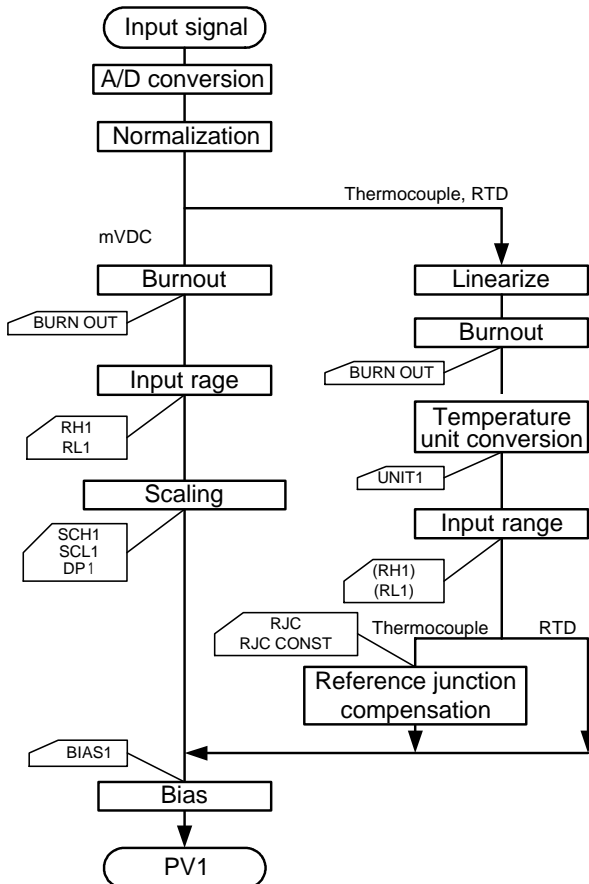 Input signal
A/D conversion
Normalization
Thermocouple, RTD
mVDC
Burnout
BURN OUT
Input rage
RH1
RL1
Scaling
SCH1
SCL1
DP1
Linearize
Burnout
BURN OUT
Temperature
unit conversion
UNIT1
Input range
(RH1)
(RL1)
RJC
RJC CONST
Thermocouple
RTD
Reference junction
compensation
BIAS1
Bias
PV1